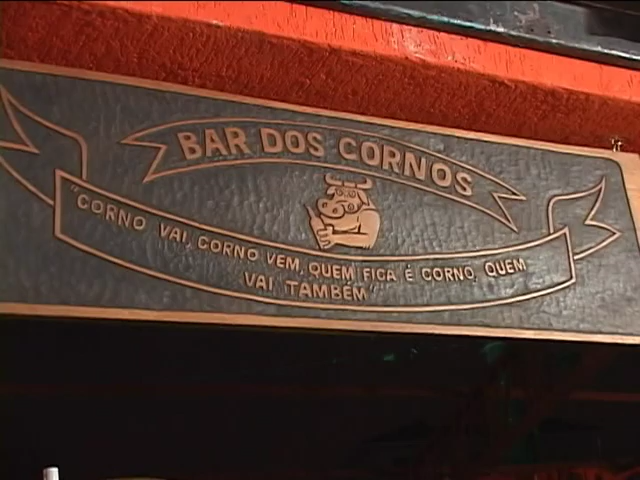 BAR DOS CORNOS
"CORNO VAI, CORNO VEM, QUEM FICA É CORNO, QUEM
VAI TAMBÉM"